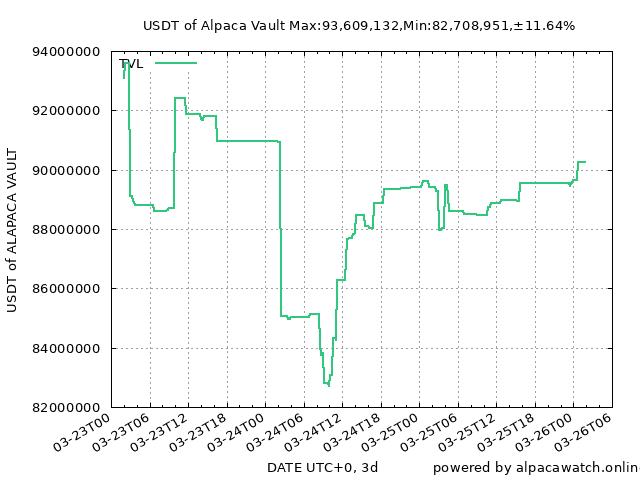 USDT of Alpaca Vault Max:93,609,132,Min:82,708,951,±11.64%
94000000
TVL
92000000
90000000
88000000
86000000
84000000
82000000
USDT of ALAPACA VAULT
03-23T00
03-23T06
03-23T12
03-23T18
03-24T00
03-24T06
03-24T12
03-24T18
03-25T00
03-25T06
03-25T12
03-25T18
03-26T00
03-26T06
DATE UTC+0, 3d
powered by alpacawatch.onlin